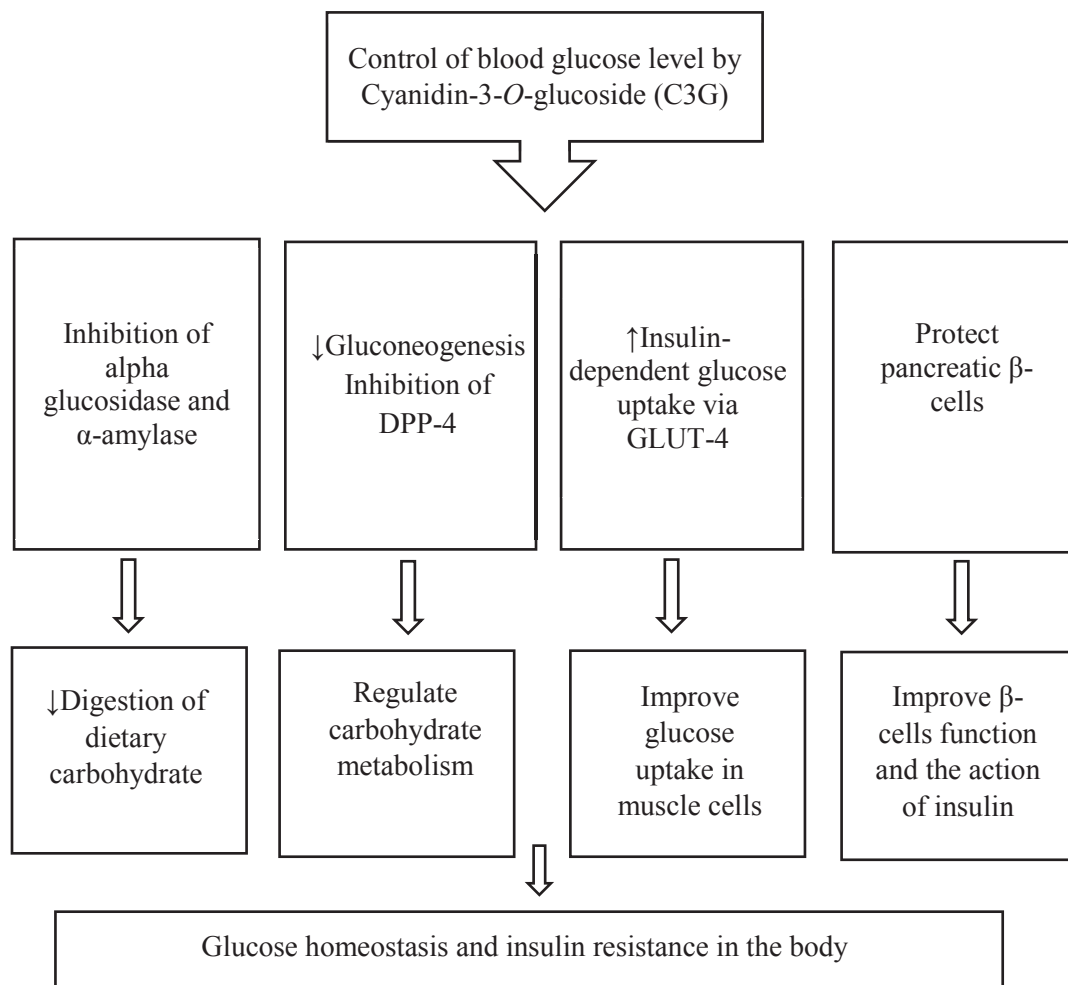 Control of blood glucose level by
Cyanidin-3-O-glucoside (C3G)
Inhibition of
alpha
glucosidase and
α-amylase
↓Gluconeogenesis
Inhibition of
DPP-4
↑Insulin-
dependent glucose
uptake via
GLUT-4
Protect
pancreatic β-
cells
↓Digestion of
dietary
carbohydrate
Regulate
carbohydrate
metabolism
Improve
glucose
uptake in
muscle cells
Improve β-
cells function
and the action
of insulin
Glucose homeostasis and insulin resistance in the body